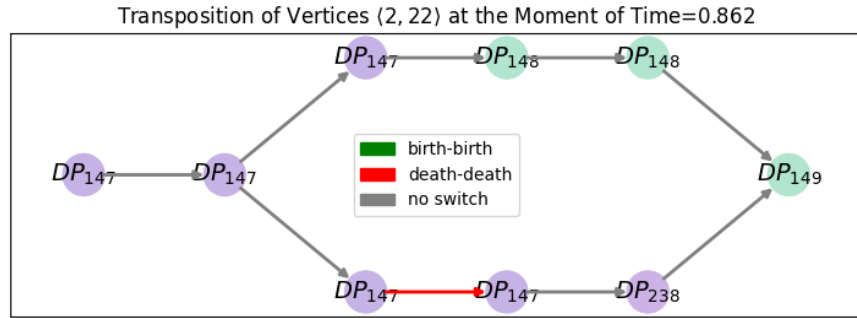 Transposition of Vertices ⟨2, 22⟩ at the Moment of Time=0.862
DP₁₄₇ DP₁₄₈ DP₁₄₈
birth-birth
DP₁₄₇ DP₁₄₇ death-death DP₁₄₉
no switch
DP₁₄₇ DP₁₄₇ DP₂₃₈